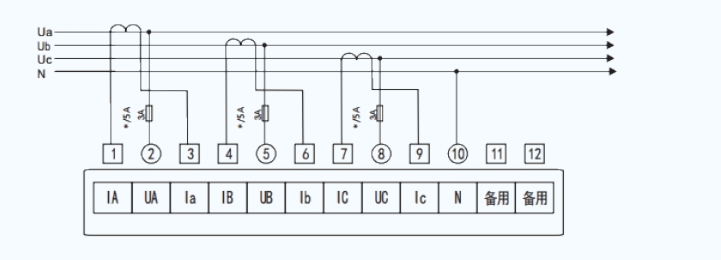 Ua
Ub
Uc
N
*/5A 3A */5A 3A */5A 3A
1 2 3 4 5 6 7 8 9 10 11 12
IA UA Ia IB UB Ib IC UC Ic N 备用 备用